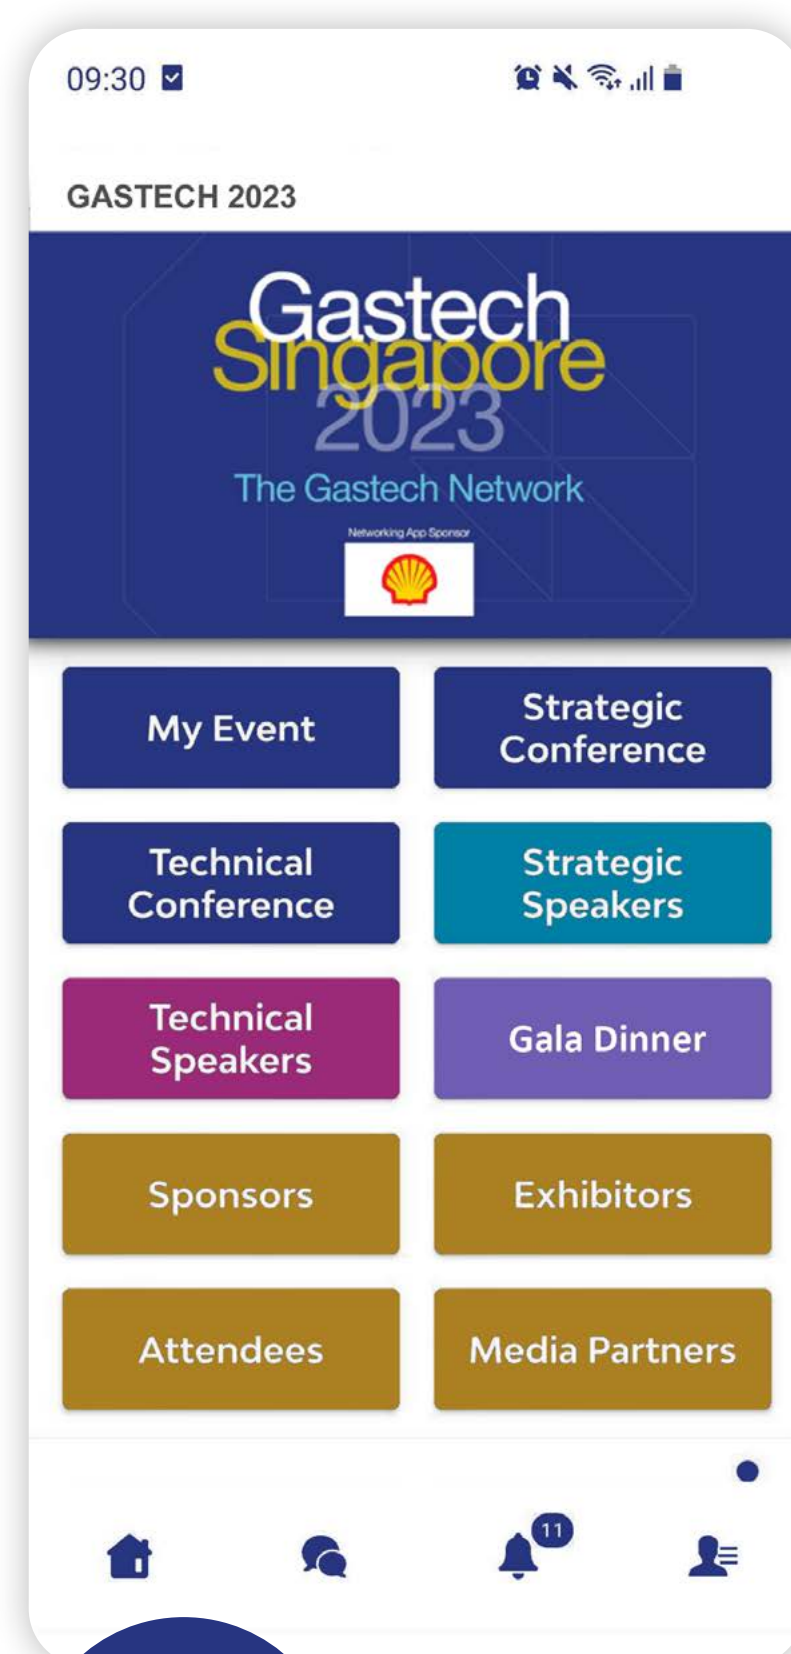 09:30
GASTECH 2023
Gastech
Singapore
2023
The Gastech Network
Networking App Sponsor
My Event
Strategic
Conference
Technical
Conference
Strategic
Speakers
Technical
Speakers
Gala Dinner
Sponsors
Exhibitors
Attendees
Media Partners
11